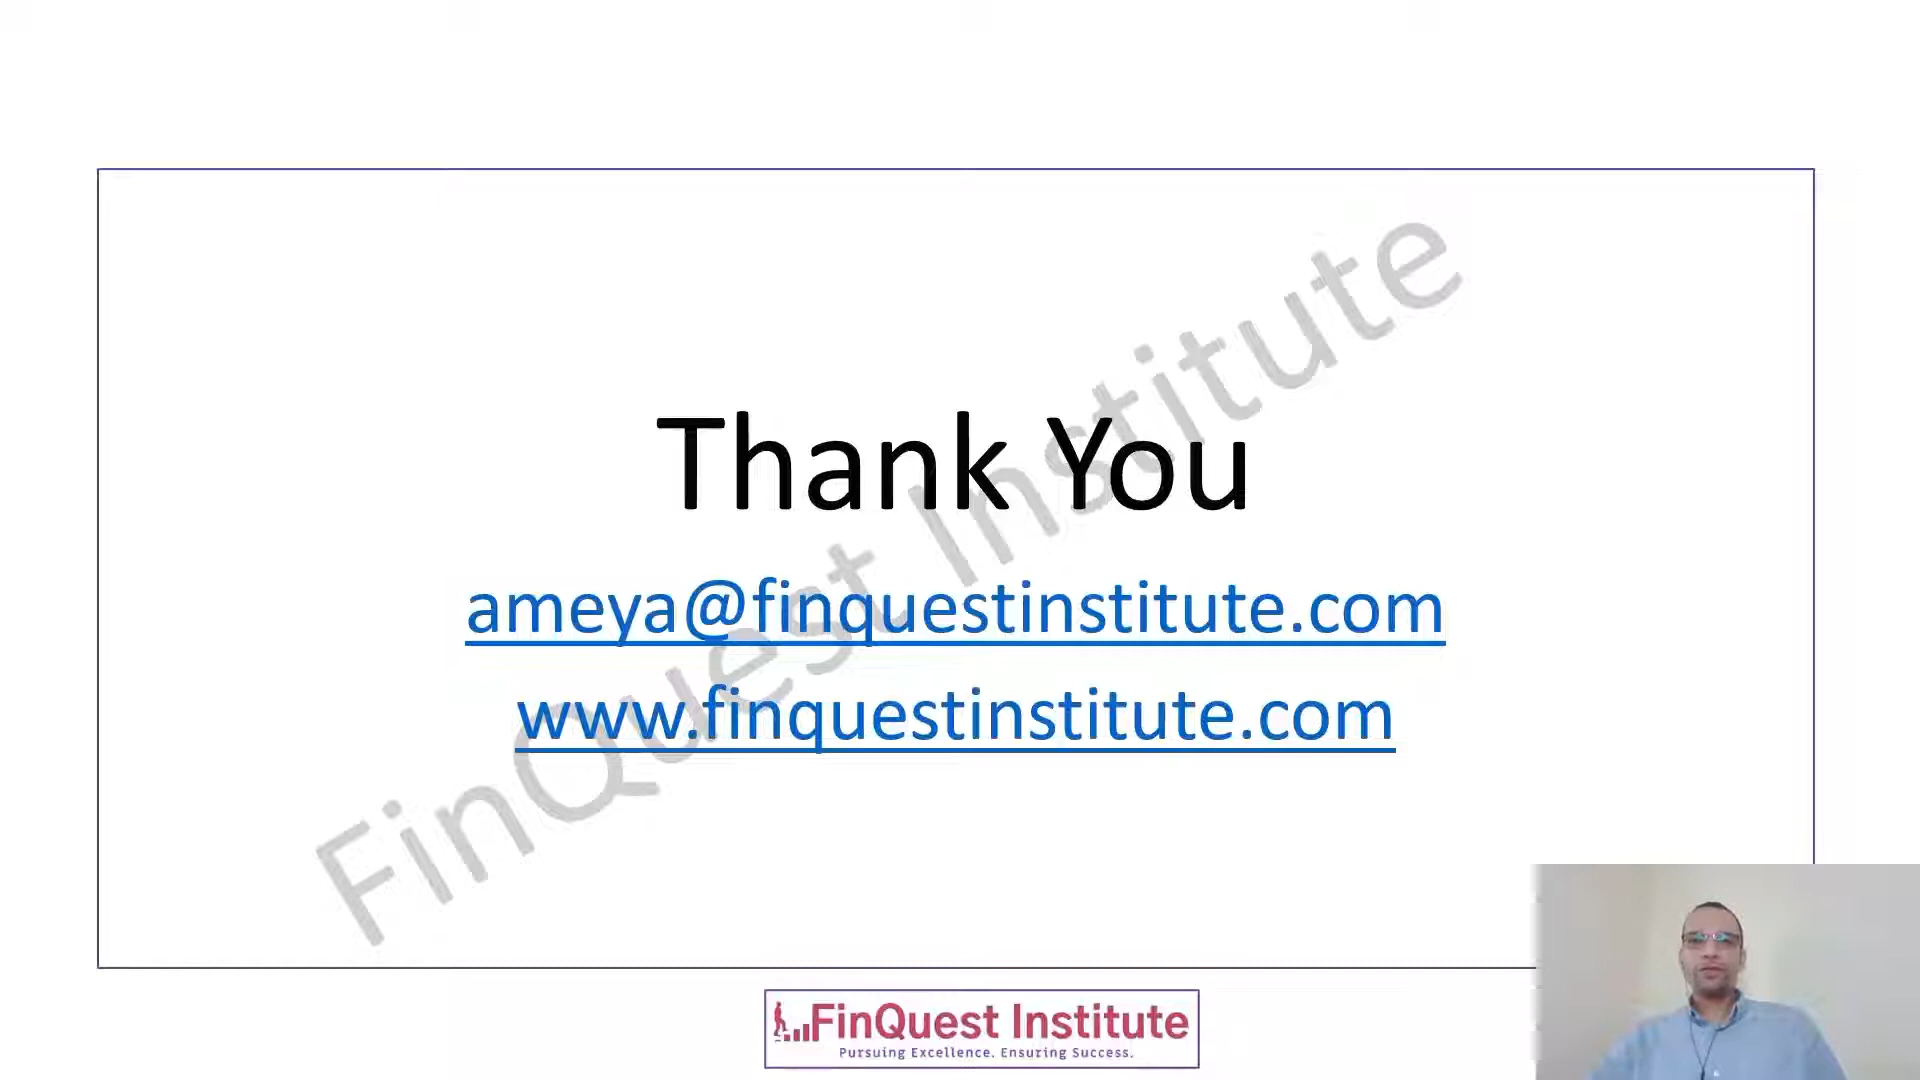 Thank You
ameya@finquestinstitute.com
www.finquestinstitute.com
FinQuest Institute
FinQuest Institute
Pursuing Excellence. Ensuring Success.